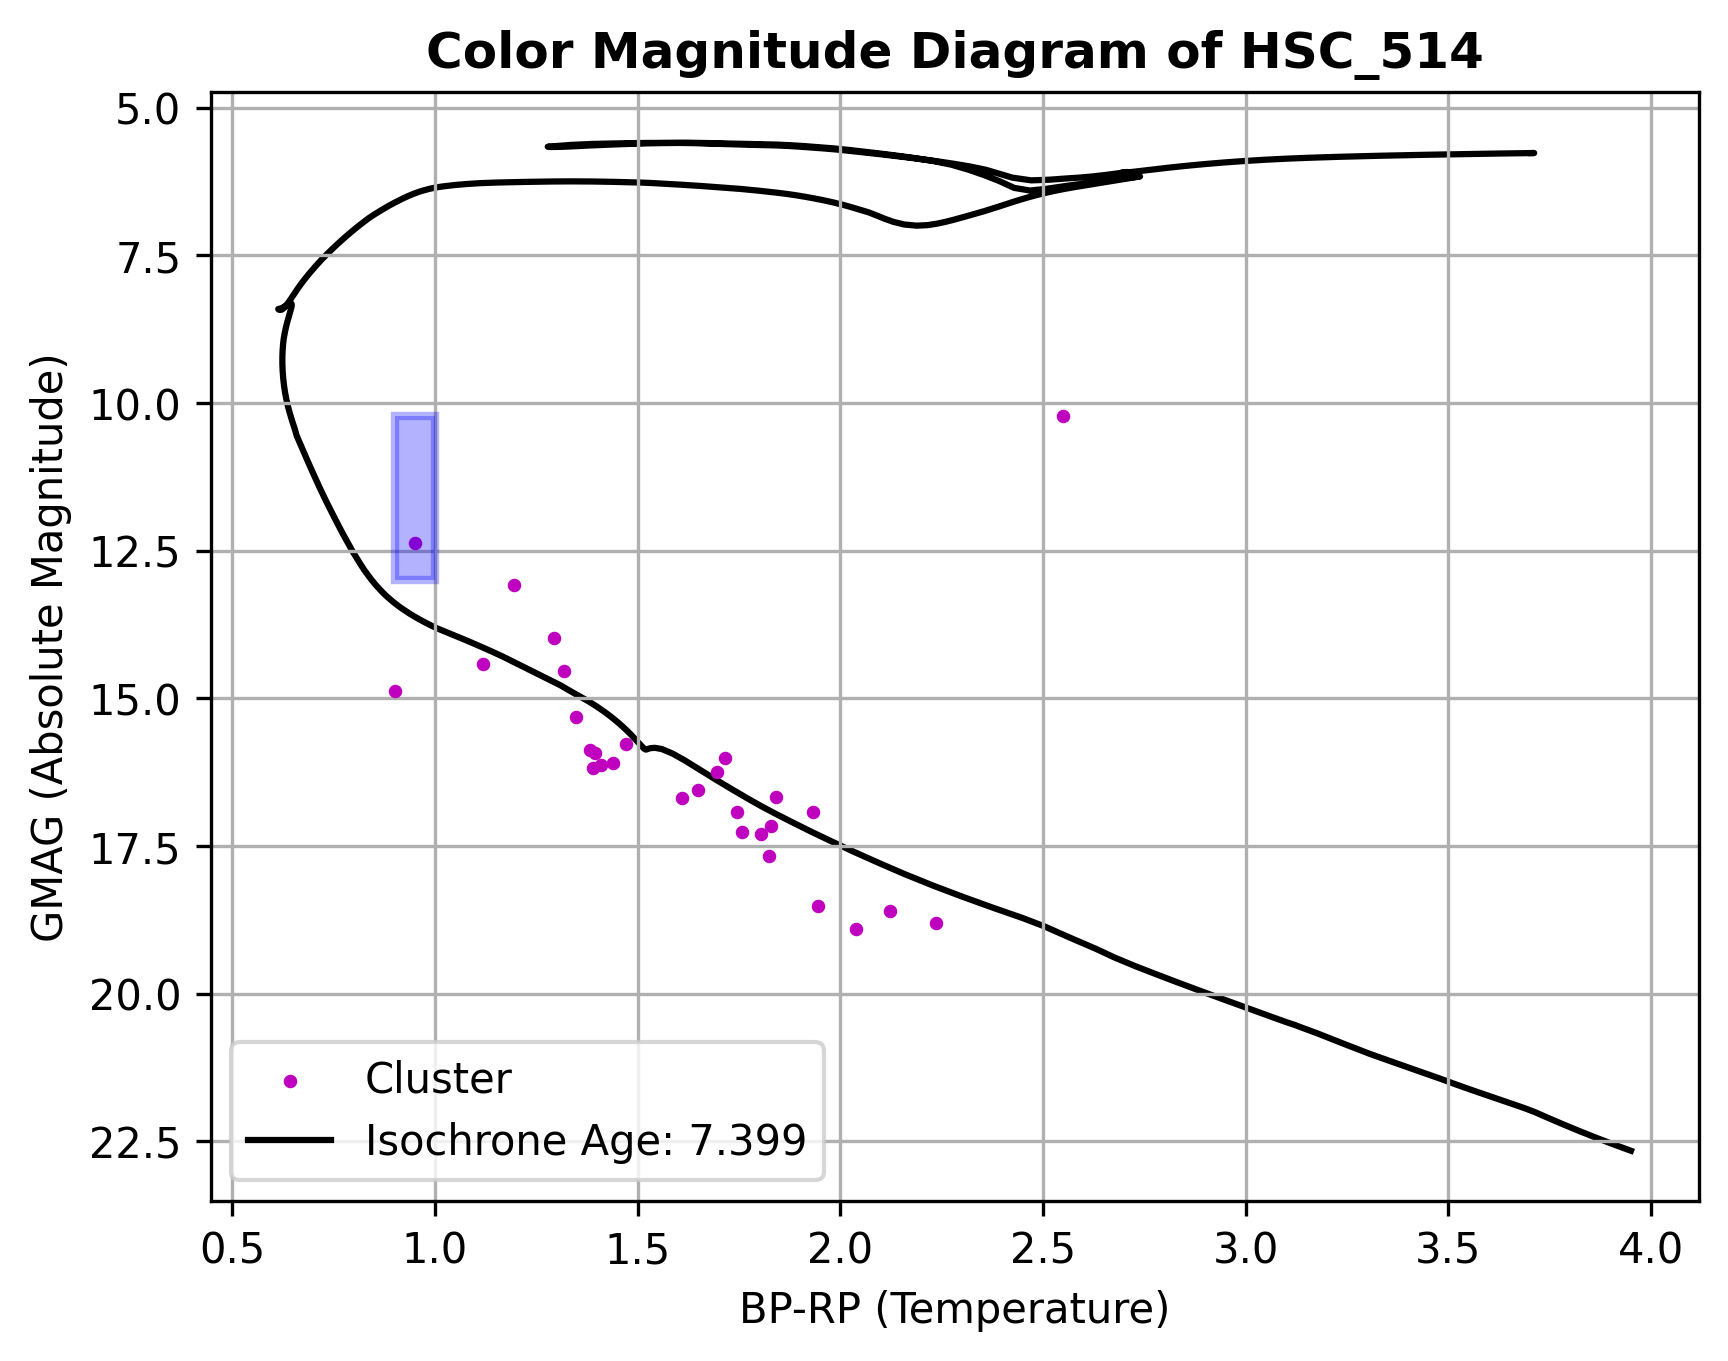 Color Magnitude Diagram of HSC_514
GMAG (Absolute Magnitude)
5.0
7.5
10.0
12.5
15.0
17.5
20.0
22.5
Cluster
Isochrone Age: 7.399
0.5 1.0 1.5 2.0 2.5 3.0 3.5 4.0
BP-RP (Temperature)